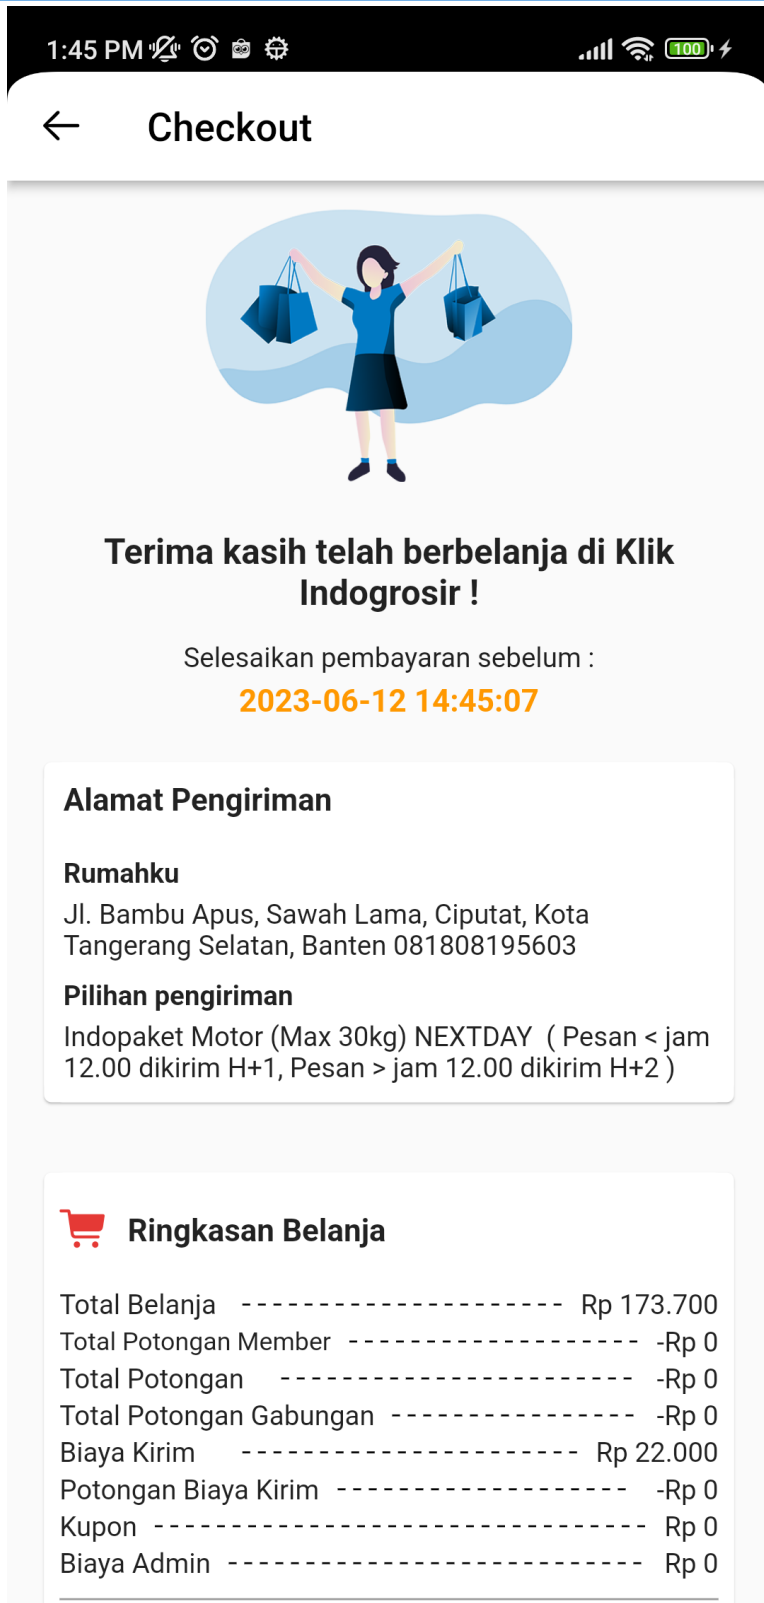 1:45 PM
100
Checkout
Terima kasih telah berbelanja di Klik
Indogrosir !
Selesaikan pembayaran sebelum :
2023-06-12 14:45:07
Alamat Pengiriman
Rumahku
Jl. Bambu Apus, Sawah Lama, Ciputat, Kota
Tangerang Selatan, Banten 081808195603
Pilihan pengiriman
Indopaket Motor (Max 30kg) NEXTDAY  ( Pesan < jam
12.00 dikirim H+1, Pesan > jam 12.00 dikirim H+2 )
Ringkasan Belanja
Total Belanja --------------------- Rp 173.700
Total Potongan Member ------------------- -Rp 0
Total Potongan ----------------------- -Rp 0
Total Potongan Gabungan ---------------- -Rp 0
Biaya Kirim ---------------------- Rp 22.000
Potongan Biaya Kirim ------------------- -Rp 0
Kupon -------------------------------- Rp 0
Biaya Admin --------------------------- Rp 0